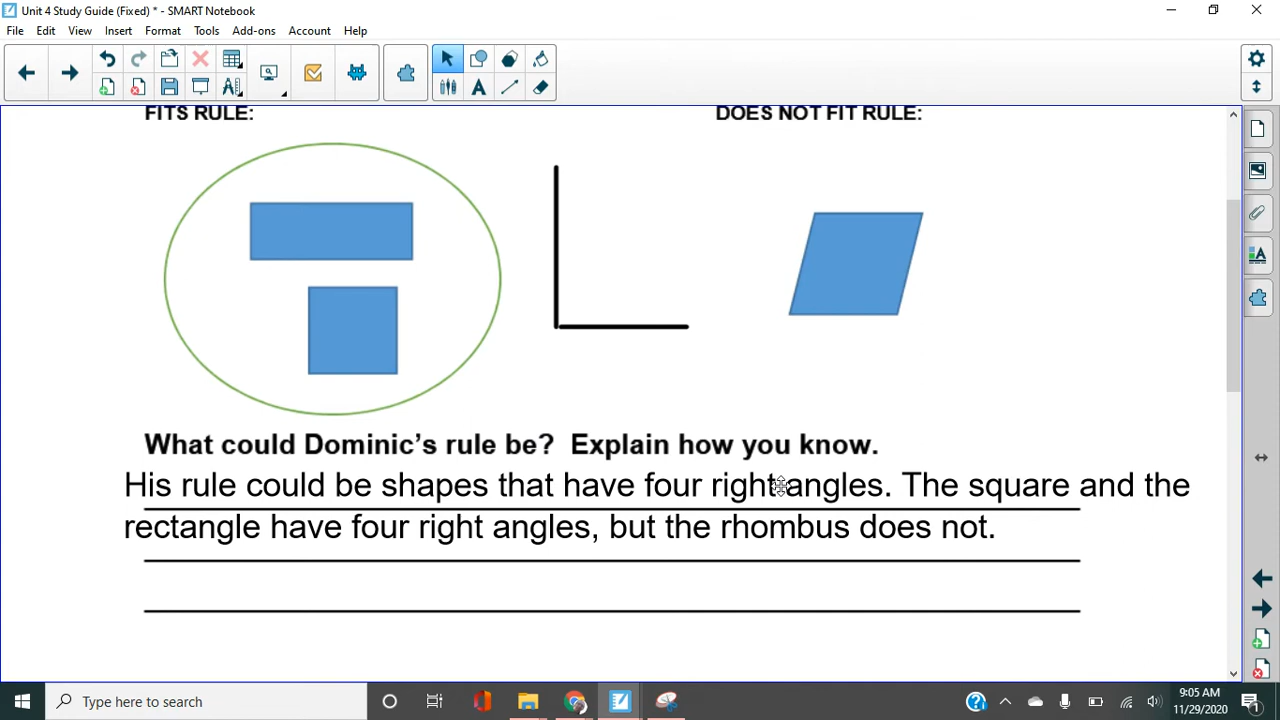 Unit 4 Study Guide (Fixed) * - SMART Notebook
File Edit View Insert Format Tools Add-ons Account Help
FITS RULE: DOES NOT FIT RULE:
What could Dominic's rule be? Explain how you know.
His rule could be shapes that have four right angles. The square and the
rectangle have four right angles, but the rhombus does not.
Type here to search
9:05 AM
11/29/2020
1